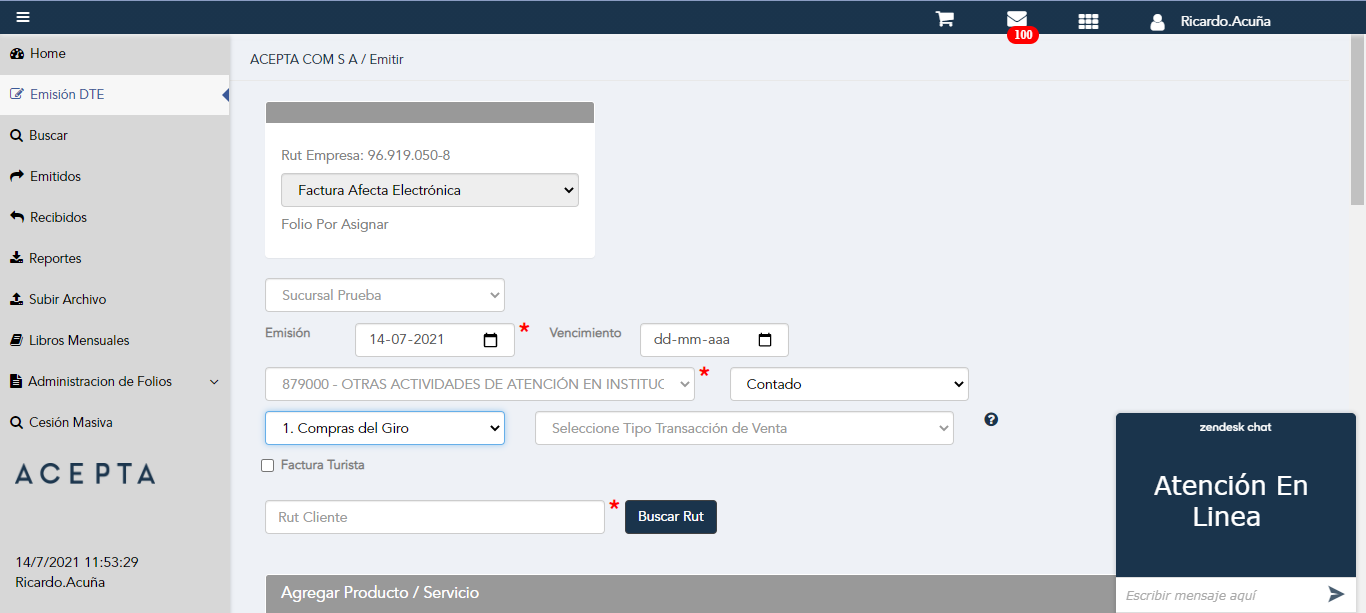 Ricardo.Acuña
100
Home
Emisión DTE
Buscar
Emitidos
Recibidos
Reportes
Subir Archivo
Libros Mensuales
Administracion de Folios
Cesión Masiva
ACEPTA
14/7/2021 11:53:29
Ricardo.Acuña
ACEPTA COM S A / Emitir
Rut Empresa: 96.919.050-8
Factura Afecta Electrónica
Folio Por Asignar
Sucursal Prueba
Emisión 14-07-2021 * Vencimiento dd-mm-aaa
879000 - OTRAS ACTIVIDADES DE ATENCIÓN EN INSTITUC * Contado
1. Compras del Giro Seleccione Tipo Transacción de Venta ?
Factura Turista
Rut Cliente * Buscar Rut
Agregar Producto / Servicio
zendesk chat
Atención En
Linea
Escribir mensaje aquí